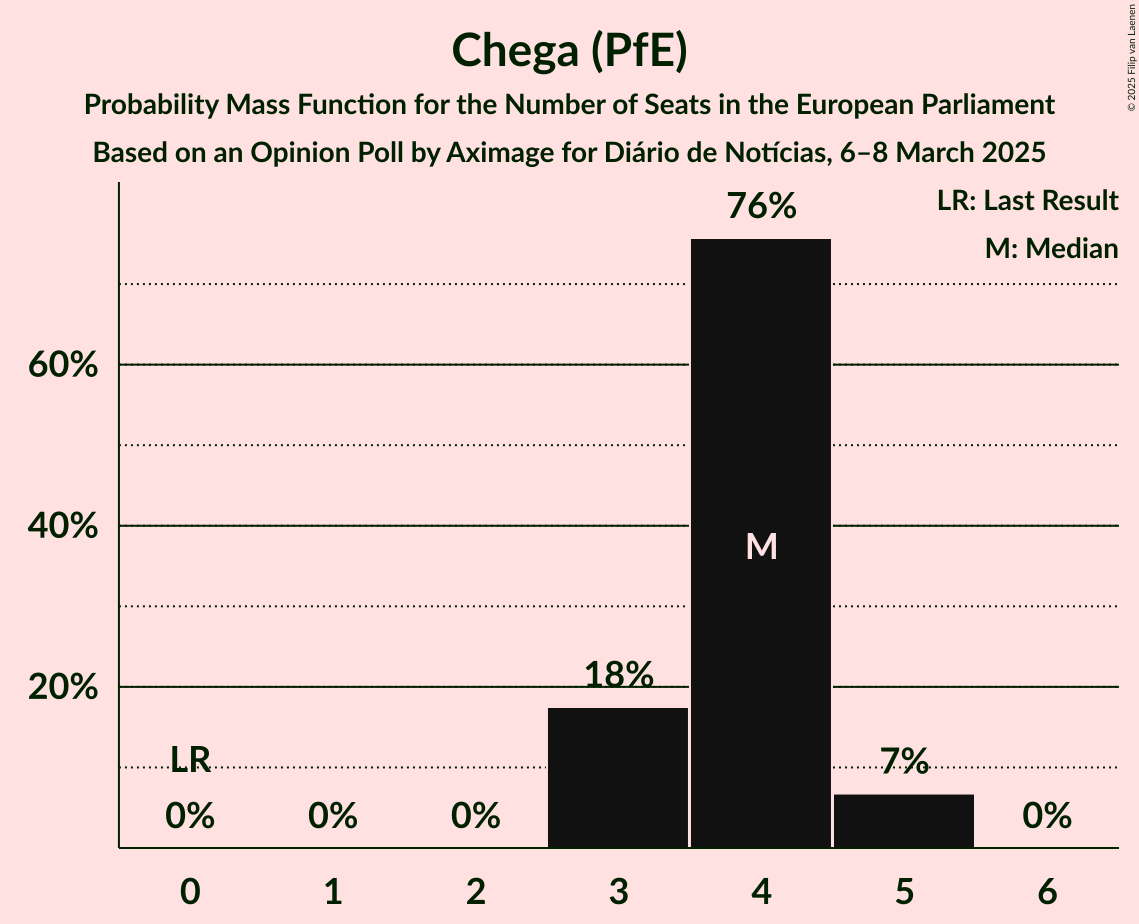 Chega (PfE)
Probability Mass Function for the Number of Seats in the European Parliament
Based on an Opinion Poll by Aximage for Diário de Notícias, 6–8 March 2025
© 2025 Filip van Laenen
LR: Last Result
M: Median
76%
60%
40%
M
18%
20%
LR
7%
0%
0%
0%
0%
0
1
2
3
4
5
6